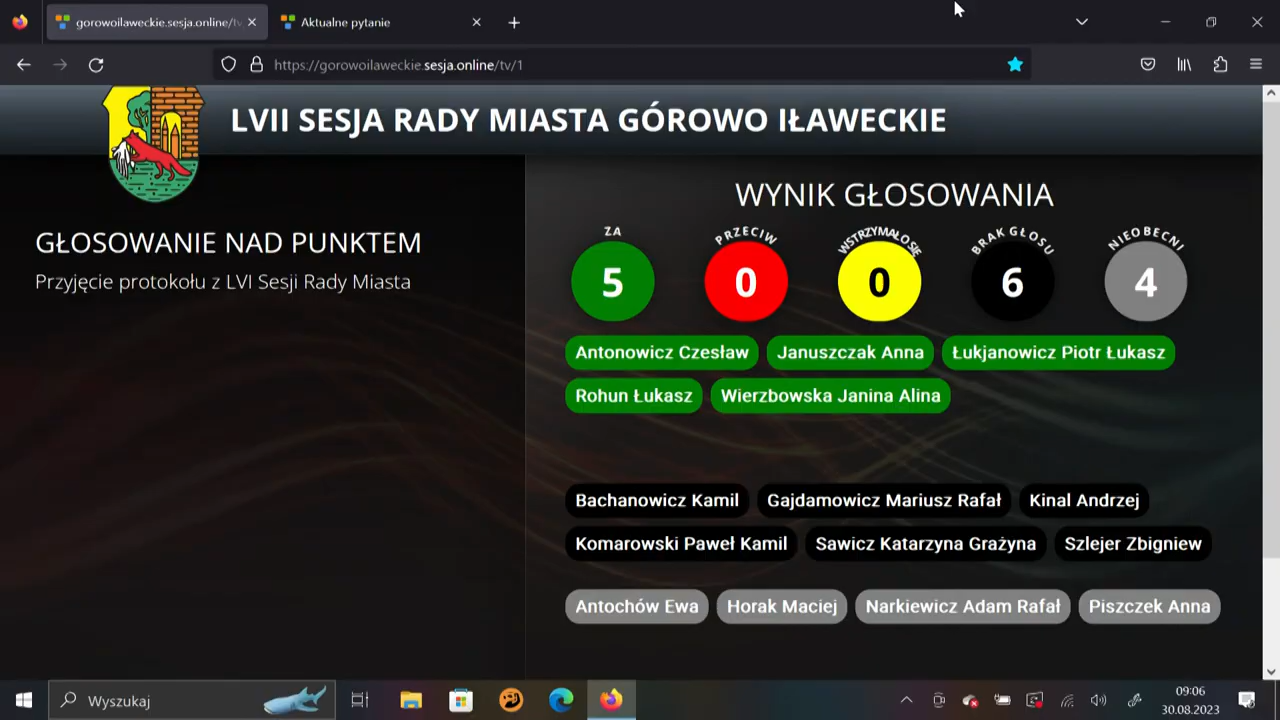 gorowoilaweckie.sesja.online/tv
Aktualne pytanie
https://gorowoilaweckie.sesja.online/tv/1
LVII SESJA RADY MIASTA GÓROWO IŁAWECKIE
GŁOSOWANIE NAD PUNKTEM
Przyjęcie protokołu z LVI Sesji Rady Miasta
WYNIK GŁOSOWANIA
ZA PRZECIW WSTRZYMAŁO SIĘ BRAK GŁOSU NIEOBECNI
5 0 0 6 4
Antonowicz Czesław Januszczak Anna Łukjanowicz Piotr Łukasz
Rohun Łukasz Wierzbowska Janina Alina
Bachanowicz Kamil Gajdamowicz Mariusz Rafał Kinal Andrzej
Komarowski Paweł Kamil Sawicz Katarzyna Grażyna Szlejer Zbigniew
Antochów Ewa Horak Maciej Narkiewicz Adam Rafał Piszczek Anna
Wyszukaj
09:06
30.08.2023